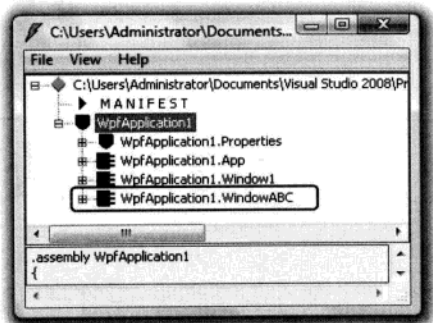 C:\Users\Administrator\Documents...
File View Help
C:\Users\Administrator\Documents\Visual Studio 2008\Pr
MANIFEST
WpfApplication1
WpfApplication1.Properties
WpfApplication1.App
WpfApplication1.Window1
WpfApplication1.WindowABC
.assembly WpfApplication1
{